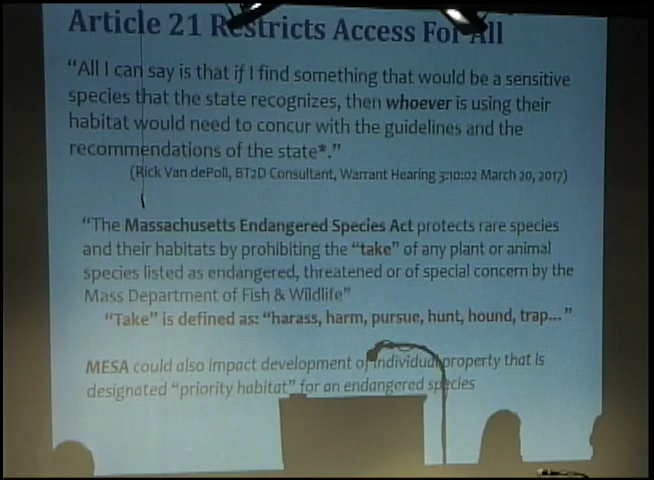 Article 21 Restricts Access For All
“All I can say is that if I find something that would be a sensitive
species that the state recognizes, then whoever is using their
habitat would need to concur with the guidelines and the
recommendations of the state*.”
(Rick Van dePoll, BT2D Consultant, Warrant Hearing 3:10:02 March 20, 2017)
“The Massachusetts Endangered Species Act protects rare species
and their habitats by prohibiting the “take” of any plant or animal
species listed as endangered, threatened or of special concern by the
Mass Department of Fish & Wildlife”
“Take” is defined as: “harass, harm, pursue, hunt, hound, trap...”
MESA could also impact development of individual property that is
designated “priority habitat” for an endangered species